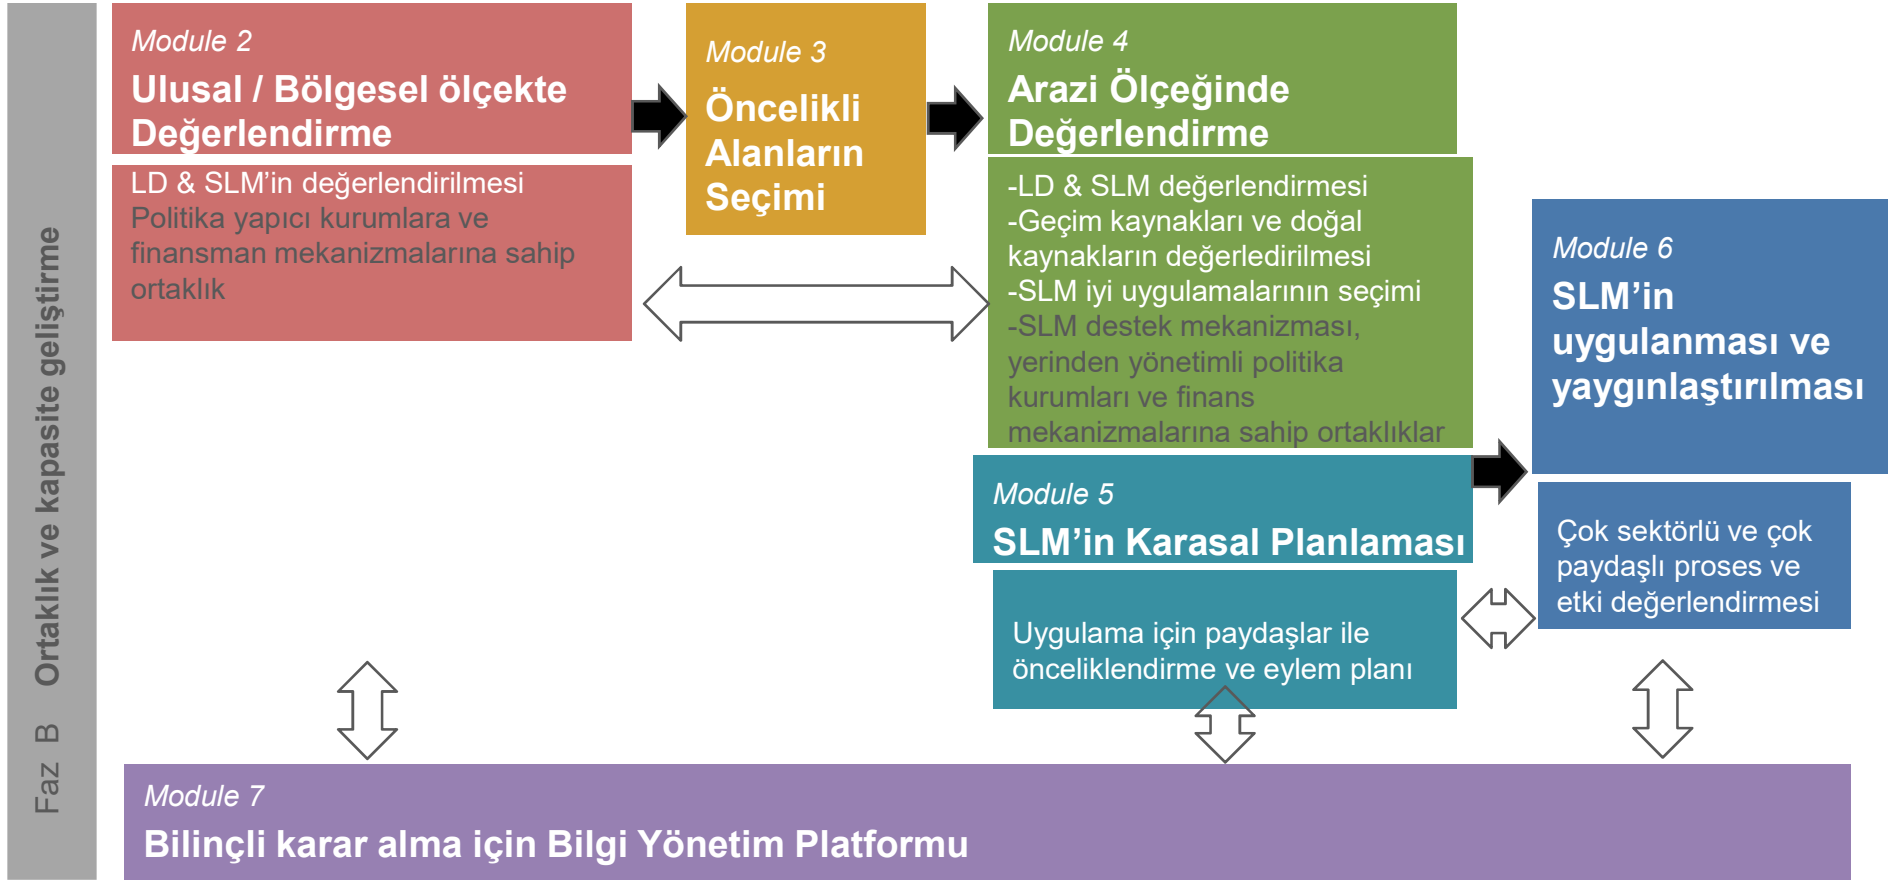 Faz B Ortaklık ve kapasite geliştirme
Module 2
Ulusal / Bölgesel ölçekte
Değerlendirme
LD & SLM’in değerlendirilmesi
Politika yapıcı kurumlara ve
finansman mekanizmalarına sahip
ortaklık
Module 3
Öncelikli
Alanların
Seçimi
Module 4
Arazi Ölçeğinde
Değerlendirme
-LD & SLM değerlendirmesi
-Geçim kaynakları ve doğal
kaynakların değerledirilmesi
-SLM iyi uygulamalarının seçimi
-SLM destek mekanizması,
yerinden yönetimli politika
kurumları ve finans
mekanizmalarına sahip ortaklıklar
Module 5
SLM’in Karasal Planlaması
Uygulama için paydaşlar ile
önceliklendirme ve eylem planı
Module 6
SLM’in
uygulanması ve
yaygınlaştırılması
Çok sektörlü ve çok
paydaşlı proses ve
etki değerlendirmesi
Module 7
Bilinçli karar alma için Bilgi Yönetim Platformu